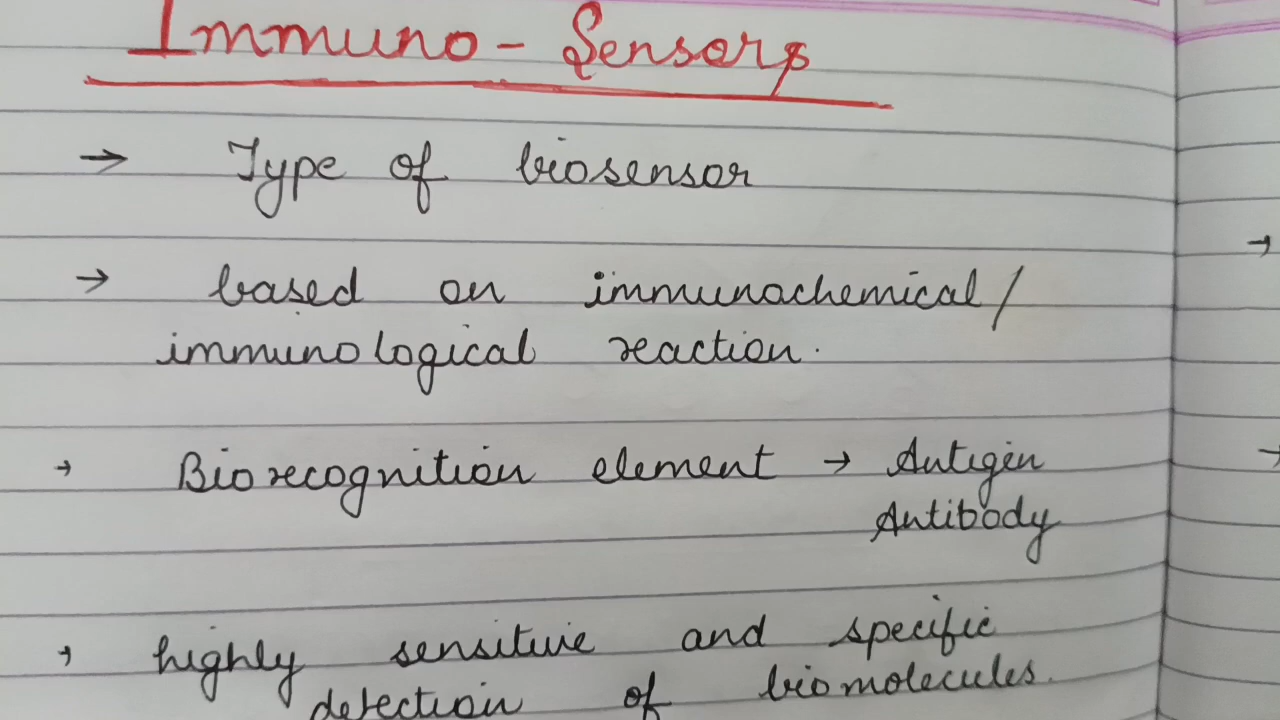 Immuno - Sensors
→ Type of biosensor
→ based on immunochemical/
immunological reaction.
→ Biorecognition element → Antigen
Antibody
→ highly sensitive and specific
detection of biomolecules.